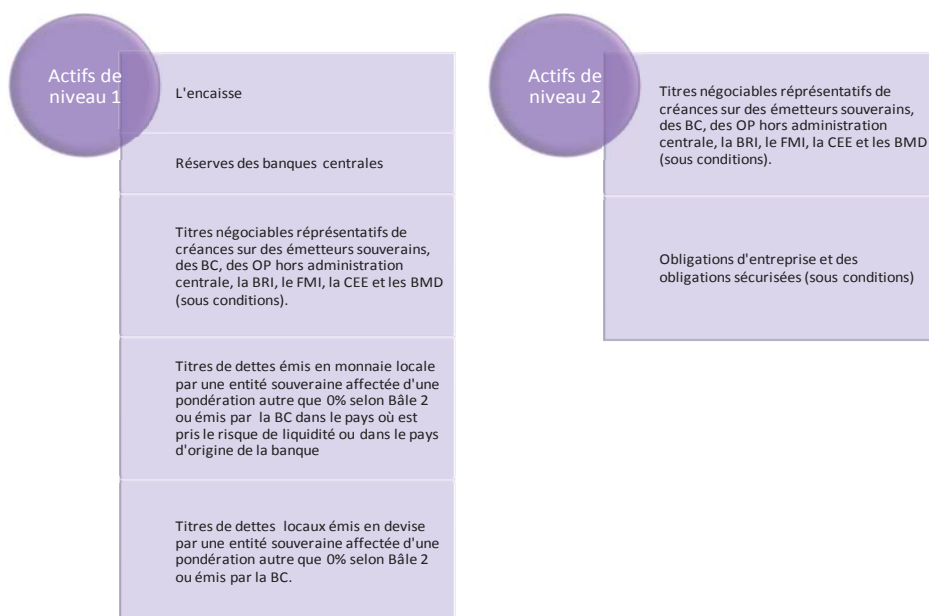 Actifs de
niveau 1
L'encaisse
Réserves des banques centrales
Titres négociables réprésentatifs de
créances sur des émetteurs souverains,
des BC, des OP hors administration
centrale, la BRI, le FMI, la CEE et les BMD
(sous conditions).
Titres de dettes émis en monnaie locale
par une entité souveraine affectée d'une
pondération autre que 0% selon Bâle 2
ou émis par la BC dans le pays où est
pris le risque de liquidité ou dans le pays
d'origine de la banque
Titres de dettes locaux émis en devise
par une entité souveraine affectée d'une
pondération autre que 0% selon Bâle 2
ou émis par la BC.
Actifs de
niveau 2
Titres négociables réprésentatifs de
créances sur des émetteurs souverains,
des BC, des OP hors administration
centrale, la BRI, le FMI, la CEE et les BMD
(sous conditions).
Obligations d'entreprise et des
obligations sécurisées (sous conditions)